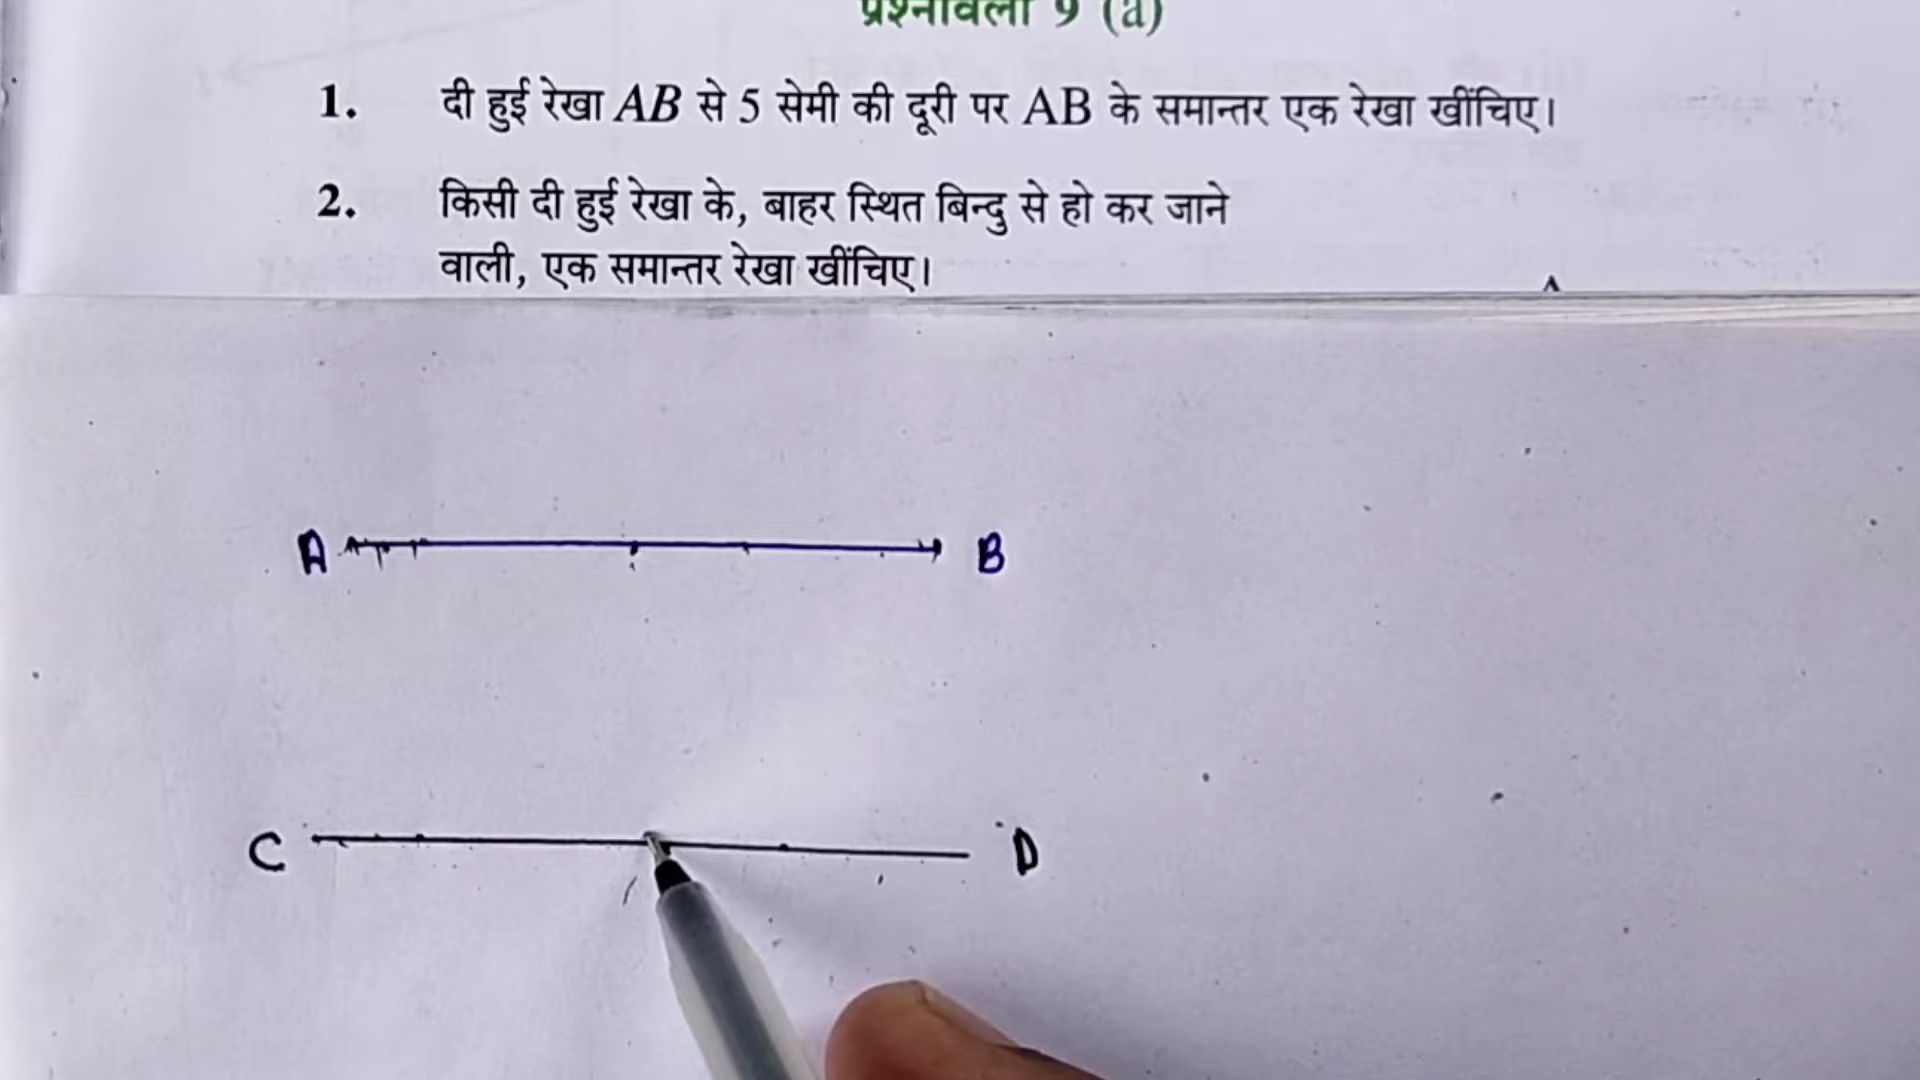 प्रश्नावली 9 (a)
1. दी हुई रेखा AB से 5 सेमी की दूरी पर AB के समान्तर एक रेखा खींचिए।
2. किसी दी हुई रेखा के, बाहर स्थित बिन्दु से हो कर जाने
वाली, एक समान्तर रेखा खींचिए।
A B
C D